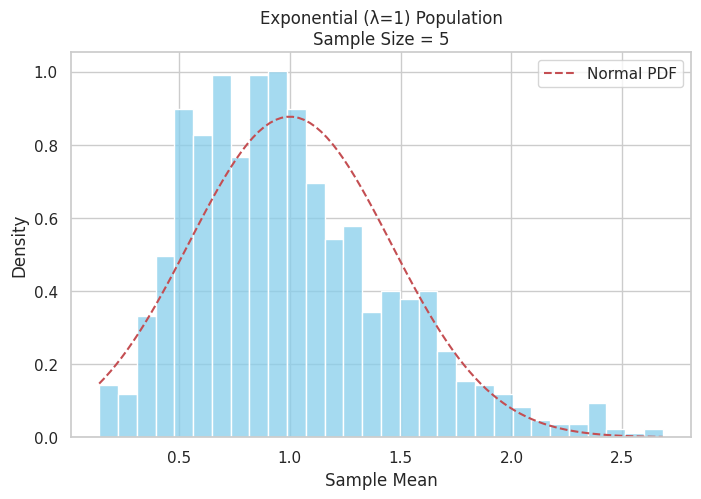 Exponential (λ=1) Population
Sample Size = 5
Normal PDF
Density
1.0
0.8
0.6
0.4
0.2
0.0
0.5
1.0
1.5
2.0
2.5
Sample Mean